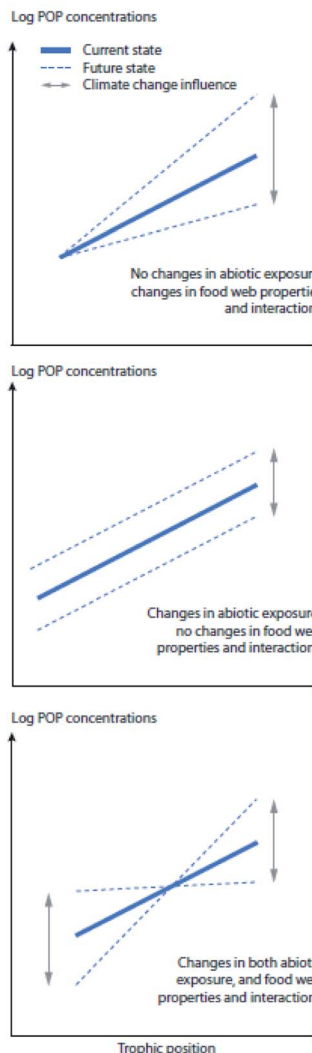 Log POP concentrations
Current state
Future state
Climate change influence
No changes in abiotic exposur
changes in food web propertie
and interaction
Log POP concentrations
Changes in abiotic exposur
no changes in food we
properties and interaction
Log POP concentrations
Changes in both abiot
exposure, and food we
properties and interaction
Trophic position